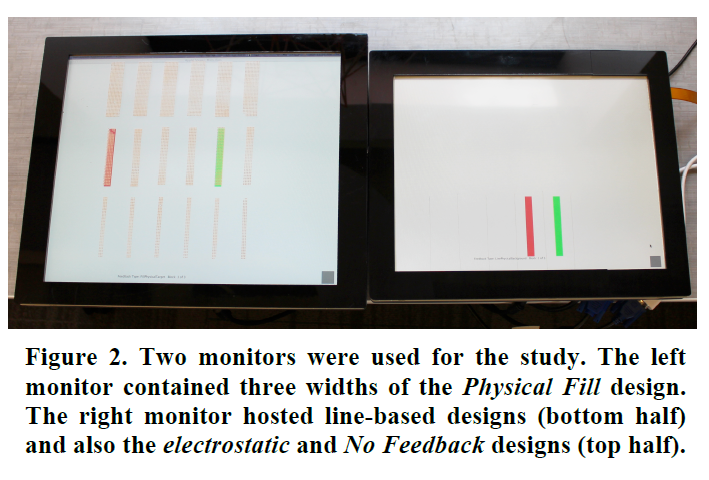 Figure 2. Two monitors were used for the study. The left
monitor contained three widths of the Physical Fill design.
The right monitor hosted line-based designs (bottom half)
and also the electrostatic and No Feedback designs (top half).